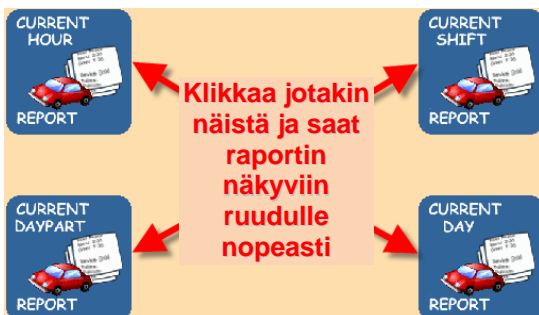 CURRENT
HOUR
REPORT
CURRENT
SHIFT
REPORT
Klikkaa jotakin
näistä ja saat
raportin
näkyviin
ruudulle
nopeasti
CURRENT
DAYPART
REPORT
CURRENT
DAY
REPORT